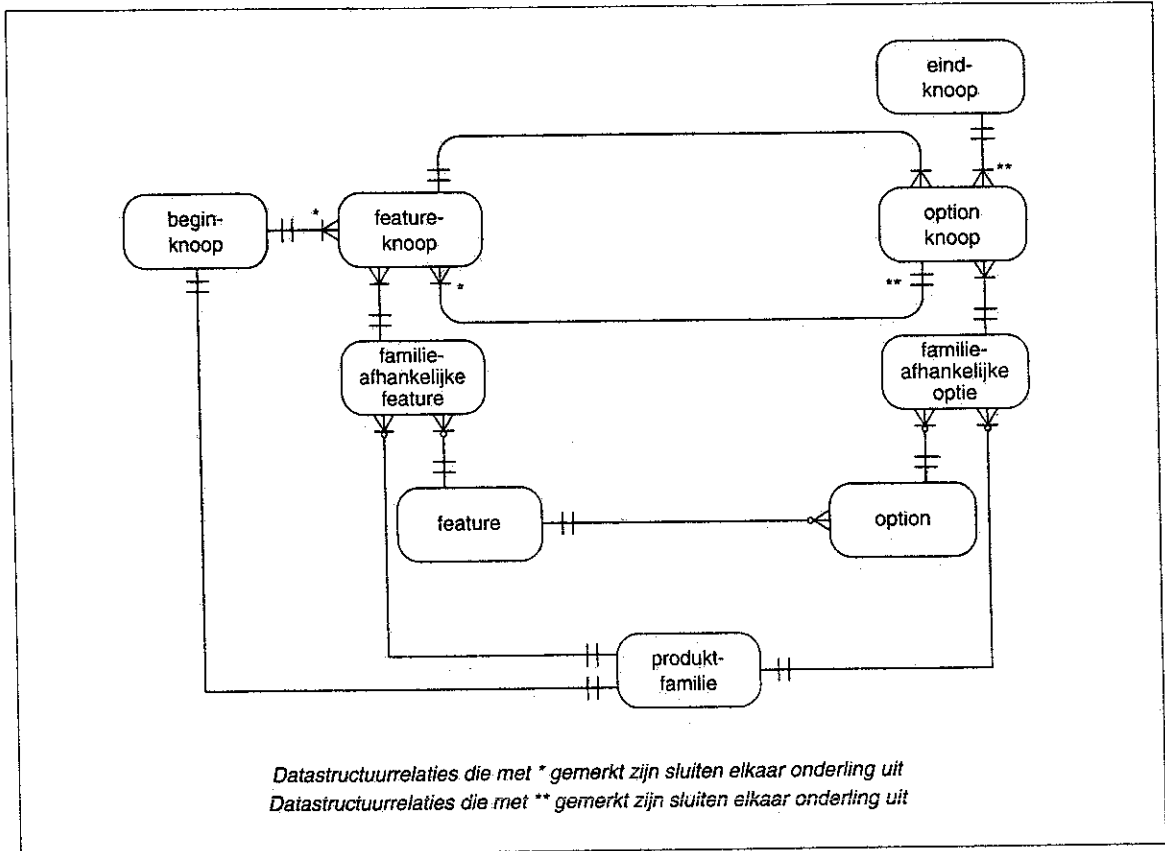 eind-
knoop
begin-
knoop
*
feature-
knoop
*
**
option
knoop
**
familie-
afhankelijke
feature
familie-
afhankelijke
optie
feature
option
produkt-
familie
Datastructuurrelaties die met * gemerkt zijn sluiten elkaar onderling uit
Datastructuurrelaties die met ** gemerkt zijn sluiten elkaar onderling uit